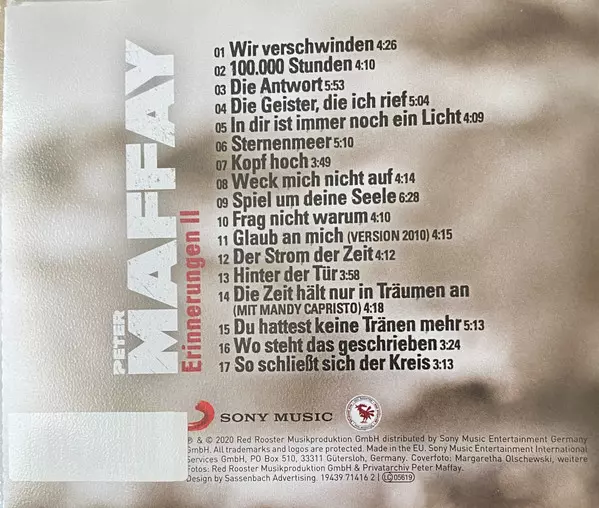 01 Wir verschwinden 4:26
02 100.000 Stunden 4:10
03 Die Antwort 5:53
04 Die Geister, die ich rief 5:04
05 In dir ist immer noch ein Licht 4:09
06 Sternenmeer 5:10
07 Kopf hoch 3:49
08 Weck mich nicht auf 4:14
09 Spiel um deine Seele 6:28
10 Frag nicht warum 4:10
11 Glaub an mich (VERSION 2010) 4:15
12 Der Strom der Zeit 4:12
13 Hinter der Tür 3:58
14 Die Zeit hält nur in Träumen an
(MIT MANDY CAPRISTO) 4:18
15 Du hattest keine Tränen mehr 5:13
16 Wo steht das geschrieben 3:24
17 So schließt sich der Kreis 3:13
PETER
MAFFAY
Erinnerungen II
SONY MUSIC
℗ & © 2020 Red Rooster Musikproduktion GmbH distributed by Sony Music Entertainment Germany
GmbH. All trademarks and logos are protected. Made in the EU. Sony Music Entertainment International
Services GmbH, PO Box 510, 33311 Gütersloh, Germany. Coverfoto: Margaretha Olschewski, weitere
Fotos: Red Rooster Musikproduktion GmbH & Privatarchiv Peter Maffay.
Design by Sassenbach Advertising. 19439 71416 2 | LC 05619